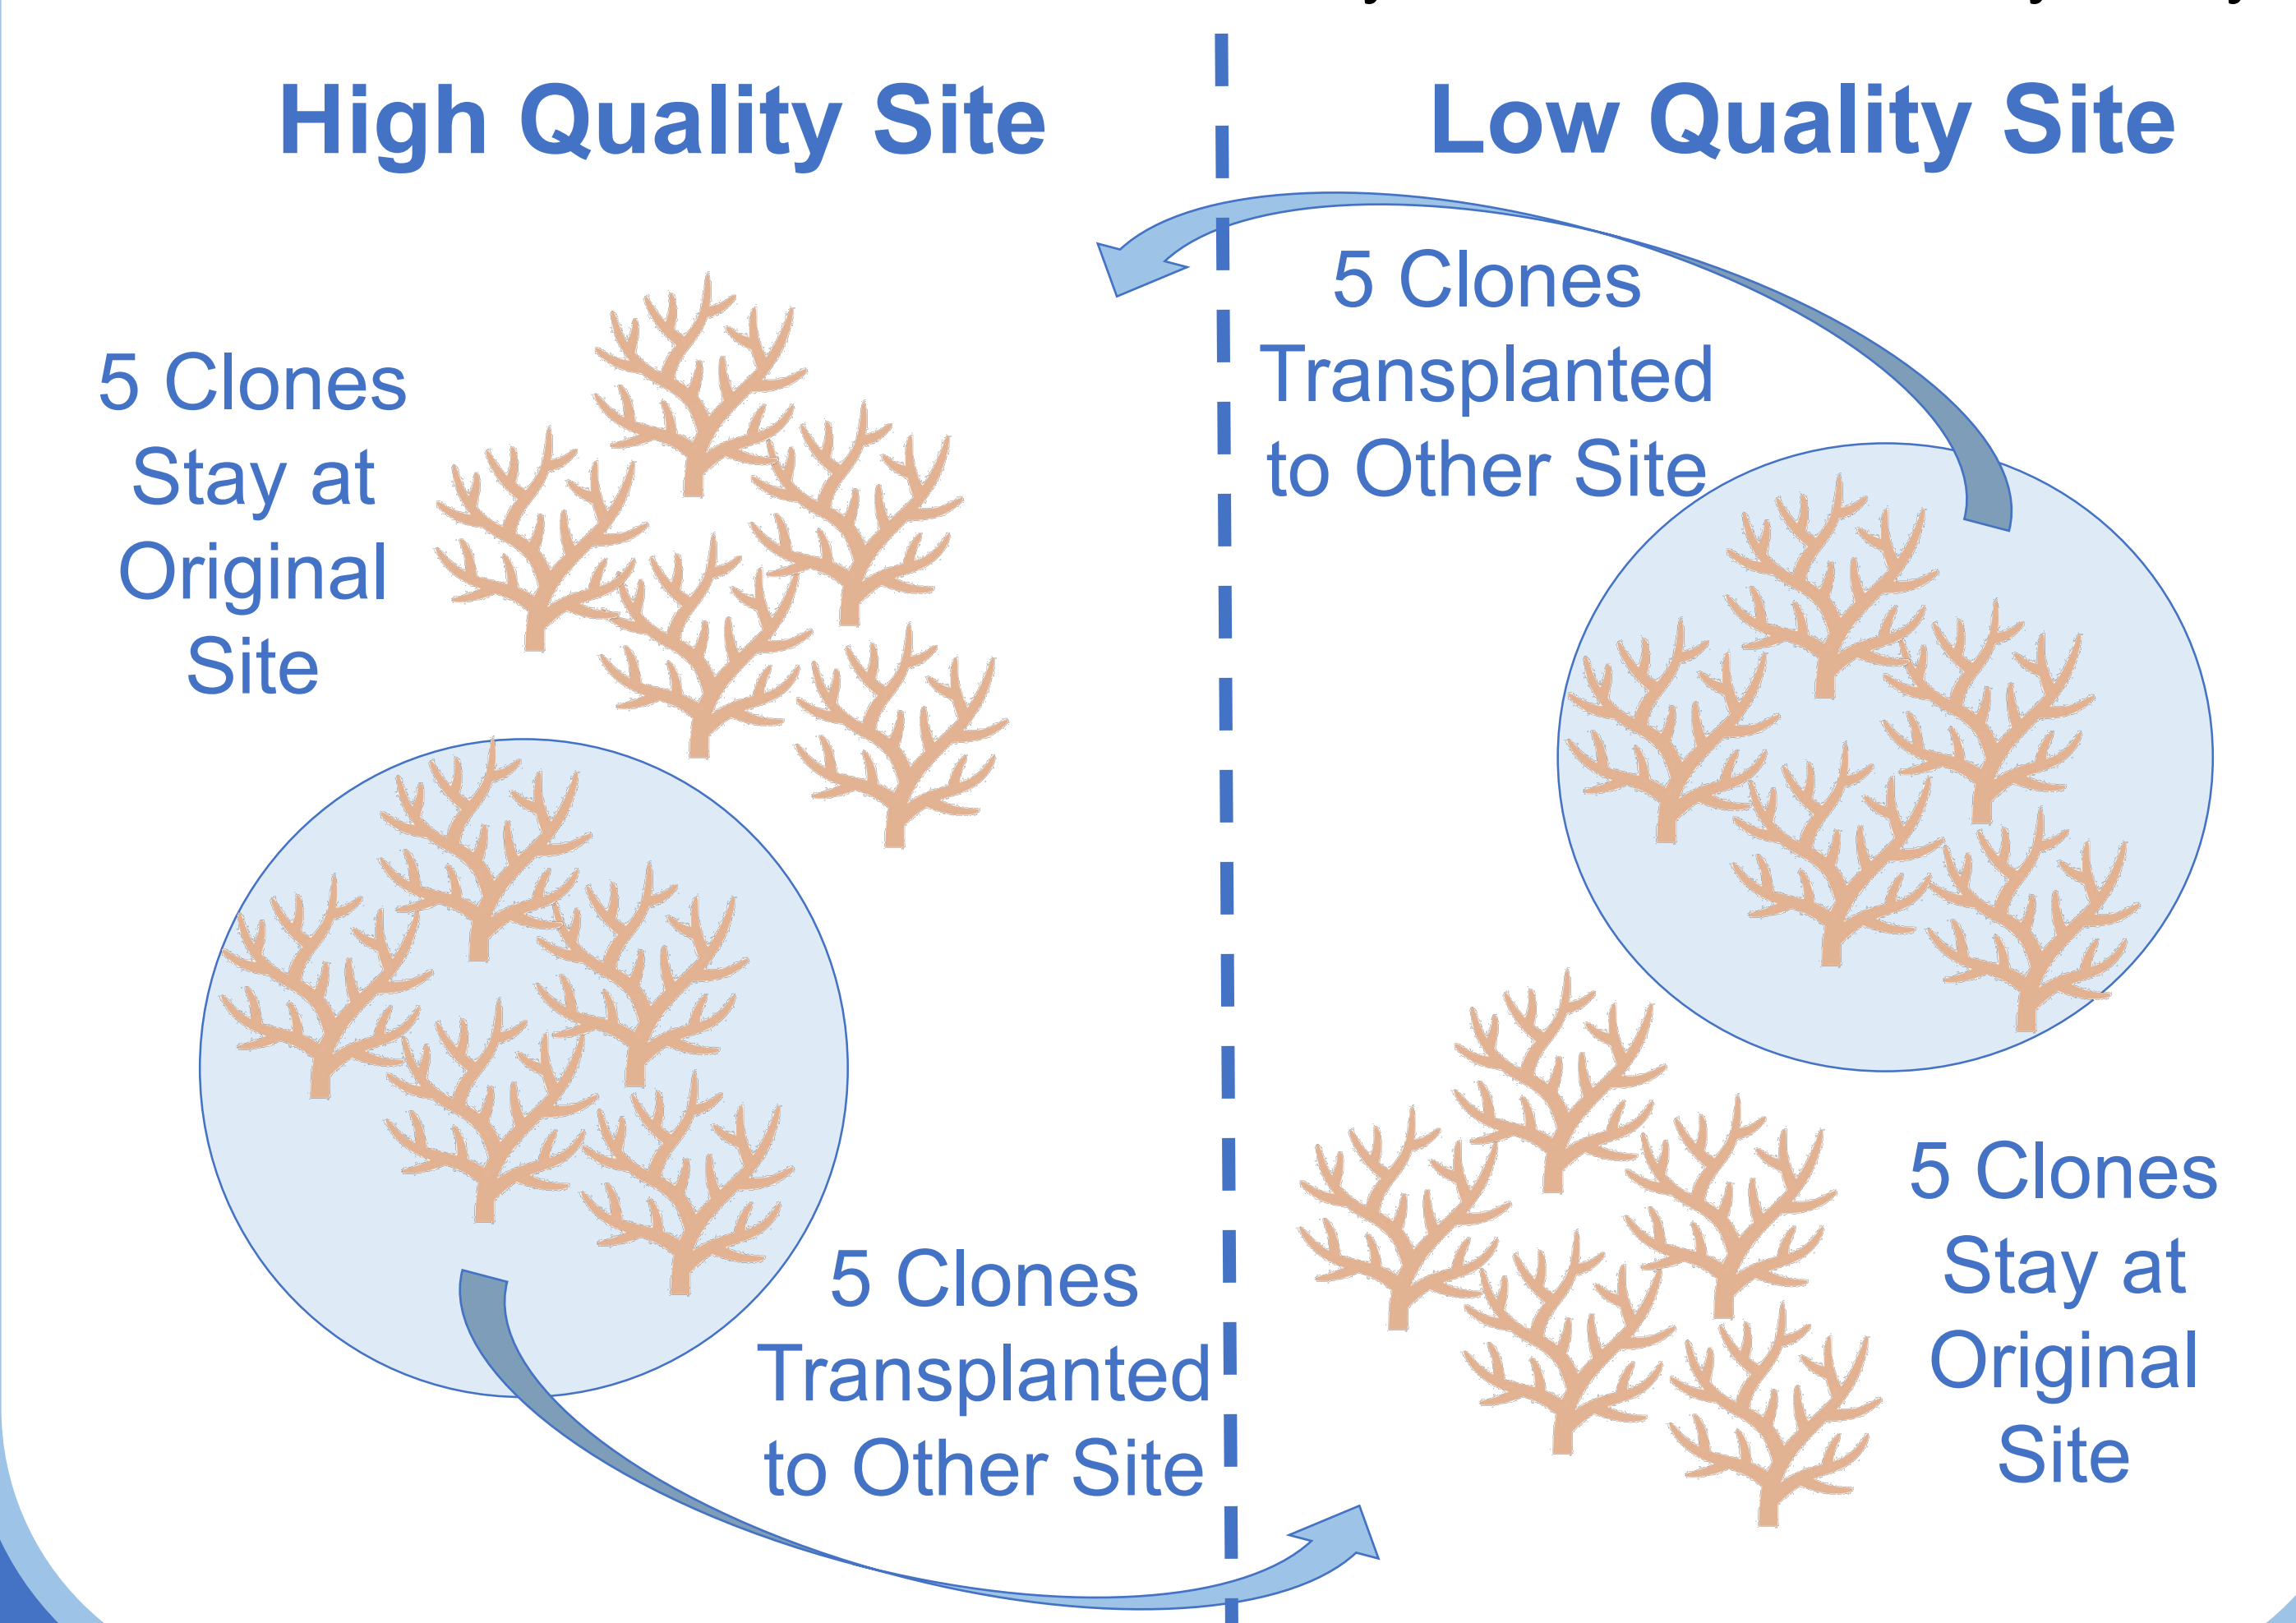 High Quality Site
Low Quality Site
5 Clones
Stay at
Original
Site
5 Clones
Transplanted
to Other Site
5 Clones
Transplanted
to Other Site
5 Clones
Stay at
Original
Site